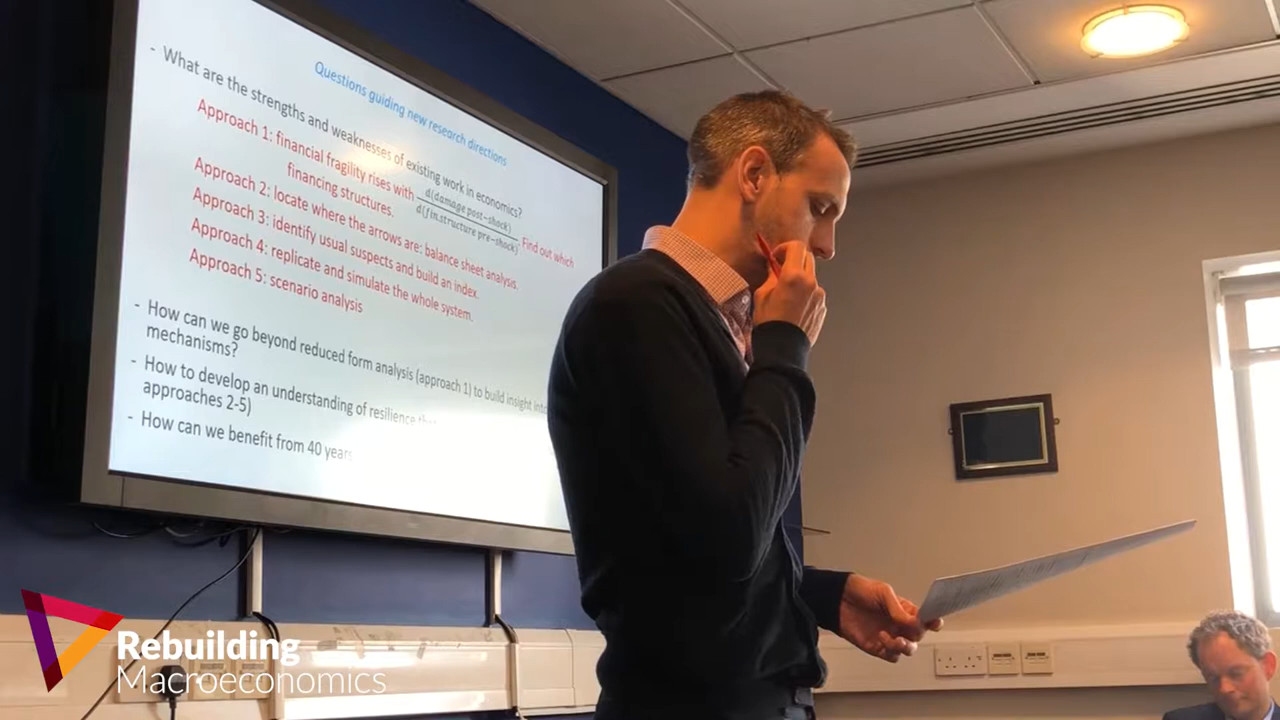 Questions guiding new research directions
- What are the strengths and weaknesses of existing work in economics?
Approach 1: financial fragility rises with d(damage post-shock) / d(fin.structure pre-shock). Find out which
financing structures.
Approach 2: locate where the arrows are: balance sheet analysis.
Approach 3: identify usual suspects and build an index.
Approach 4: replicate and simulate the whole system.
Approach 5: scenario analysis
- How can we go beyond reduced form analysis (approach 1) to build insight into
mechanisms?
- How to develop an understanding of resilience
approaches 2-5)
- How can we benefit from 40 years
Rebuilding
Macroeconomics